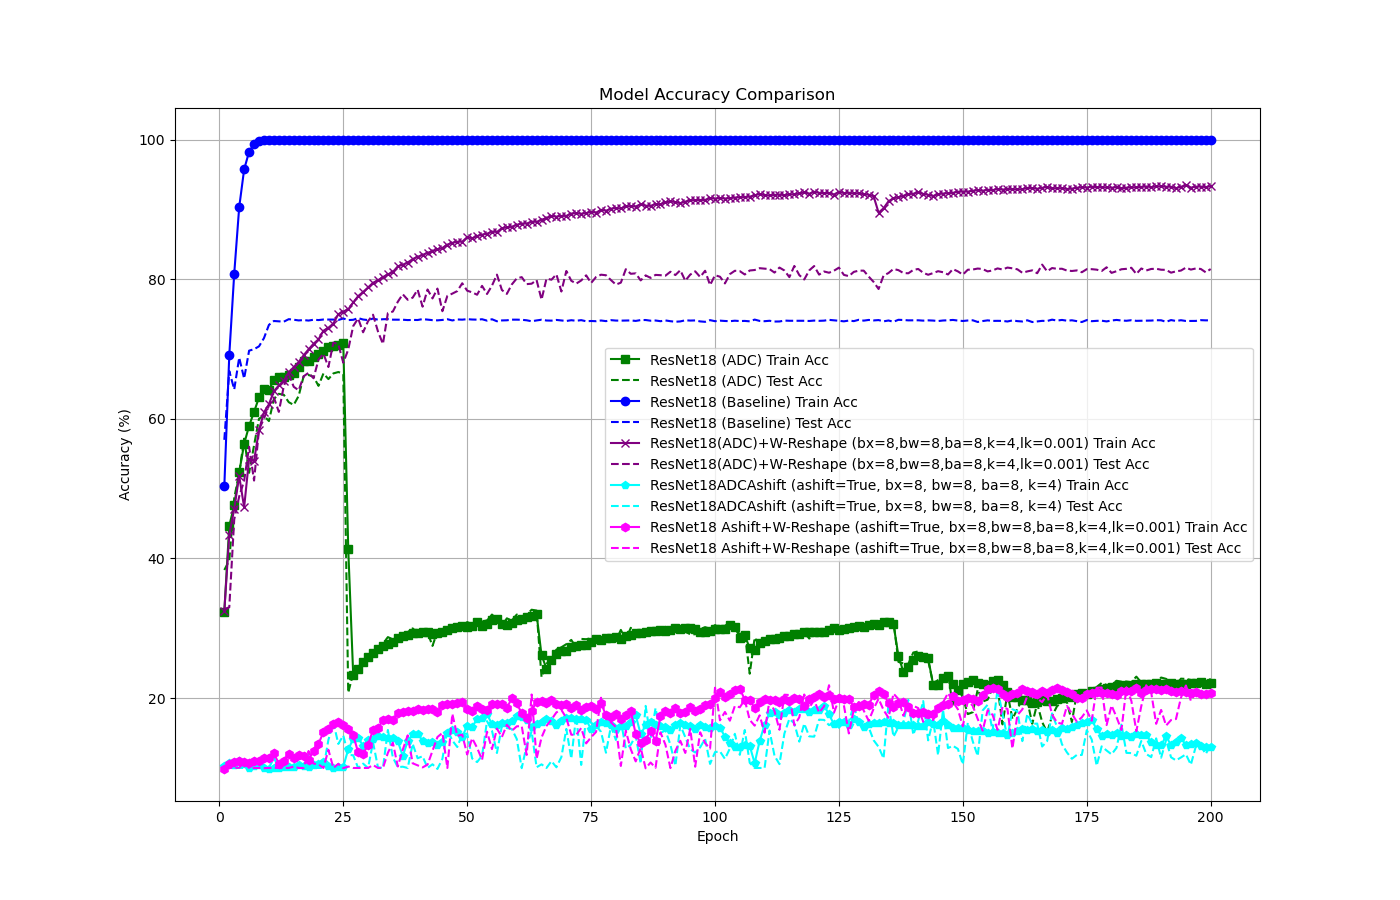 Model Accuracy Comparison
100
80
60
40
20
Accuracy (%)
ResNet18 (ADC) Train Acc
ResNet18 (ADC) Test Acc
ResNet18 (Baseline) Train Acc
ResNet18 (Baseline) Test Acc
ResNet18(ADC)+W-Reshape (bx=8,bw=8,ba=8,k=4,lk=0.001) Train Acc
ResNet18(ADC)+W-Reshape (bx=8,bw=8,ba=8,k=4,lk=0.001) Test Acc
ResNet18ADCAshift (ashift=True, bx=8, bw=8, ba=8, k=4) Train Acc
ResNet18ADCAshift (ashift=True, bx=8, bw=8, ba=8, k=4) Test Acc
ResNet18 Ashift+W-Reshape (ashift=True, bx=8,bw=8,ba=8,k=4,lk=0.001) Train Acc
ResNet18 Ashift+W-Reshape (ashift=True, bx=8,bw=8,ba=8,k=4,lk=0.001) Test Acc
0 25 50 75 100 125 150 175 200
Epoch